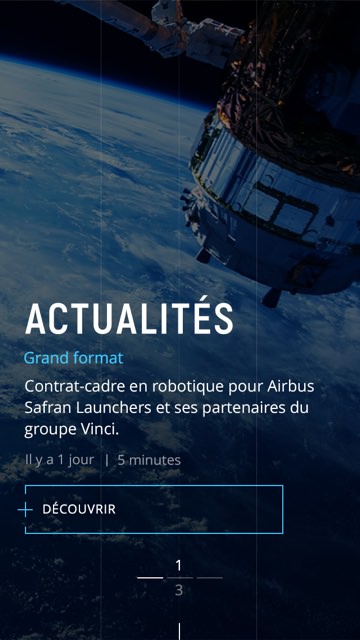 ACTUALITÉS
Grand format
Contrat-cadre en robotique pour Airbus
Safran Launchers et ses partenaires du
groupe Vinci.
Il y a 1 jour | 5 minutes
DÉCOUVRIR
1
3